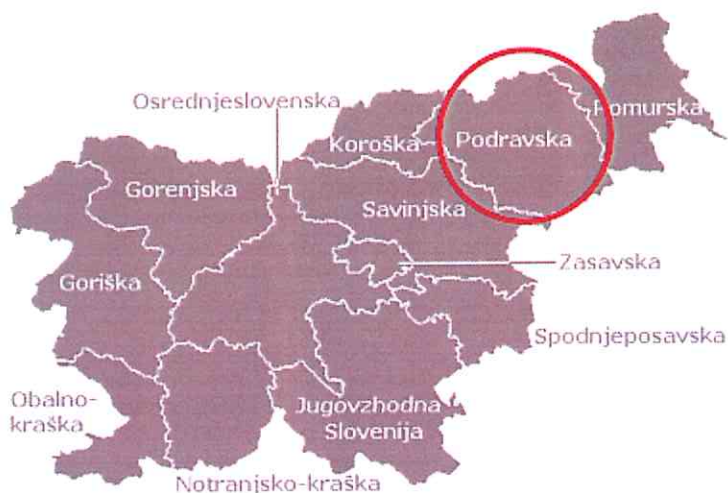 Osrednjeslovenska
Pomurska
Koroška
Podravska
Gorenjska
Savinjska
Zasavska
Goriška
Spodnjeposavska
Obalno-
kraška
Jugovzhodna
Slovenija
Notranjsko-kraška